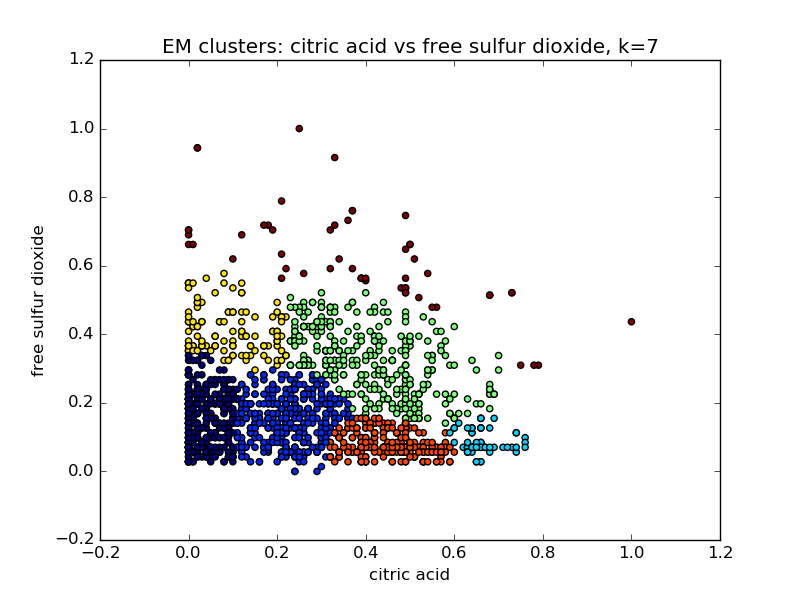 EM clusters: citric acid vs free sulfur dioxide, k=7
1.2
1.0
0.8
0.6
0.4
0.2
0.0
−0.2
free sulfur dioxide
−0.2 0.0 0.2 0.4 0.6 0.8 1.0 1.2
citric acid